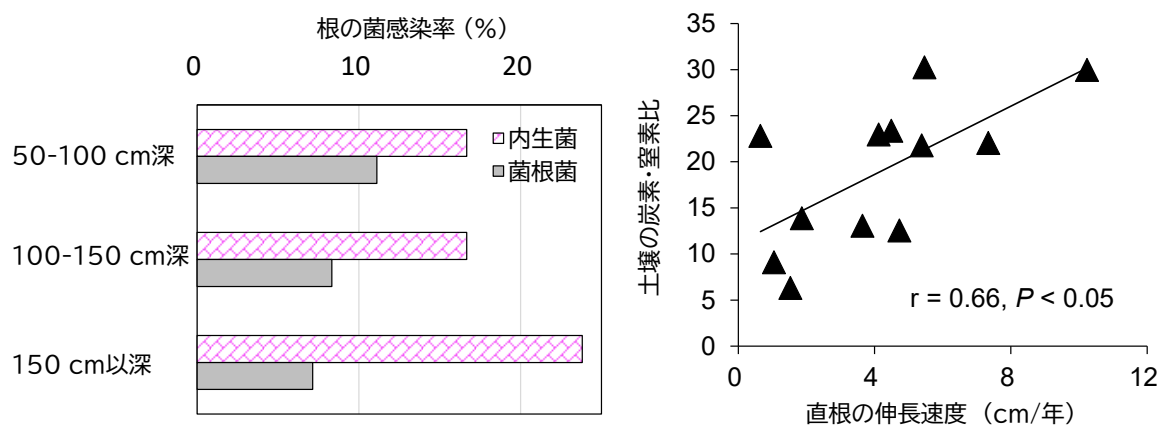 根の菌感染率（%）
0 10 20
内生菌
菌根菌
50-100 cm深
100-150 cm深
150 cm以深
35
30
25
20
15
10
5
0
土壌の炭素・窒素比
r = 0.66, P < 0.05
0 4 8 12
直根の伸長速度（cm/年）